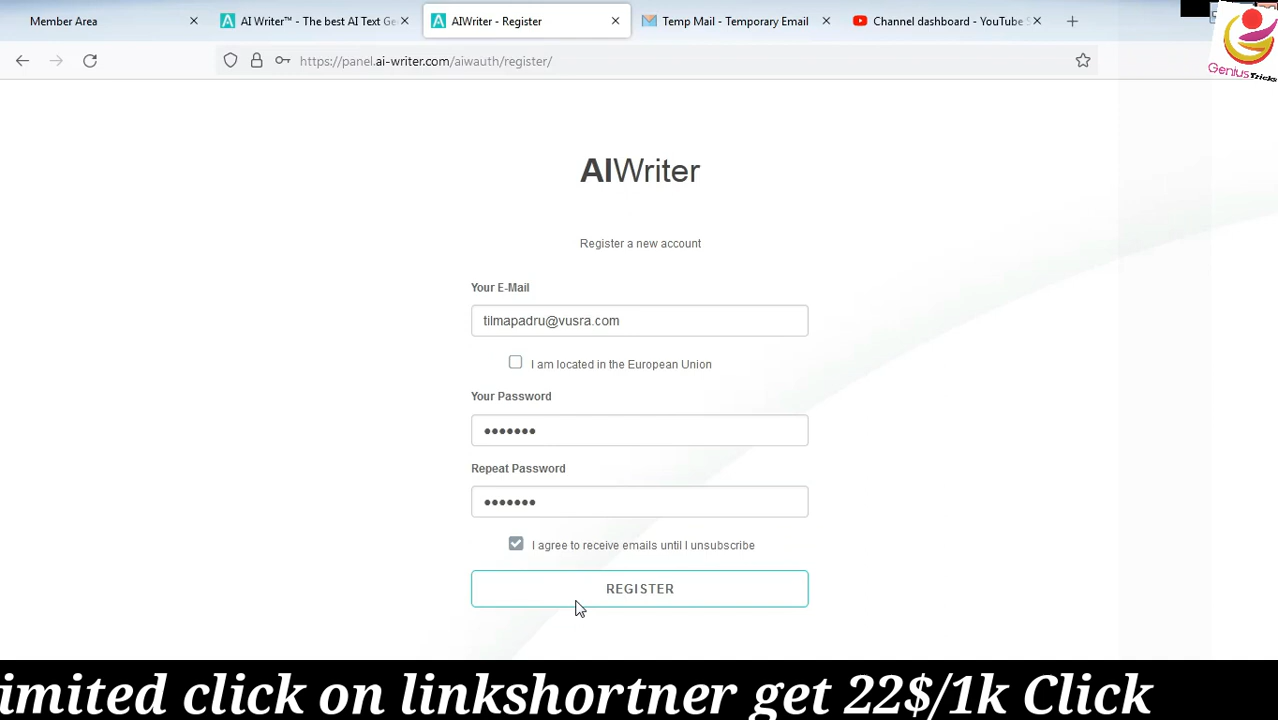 Member Area
AI Writer™ - The best AI Text Ge
AIWriter - Register
Temp Mail - Temporary Email
Channel dashboard - YouTube S
https://panel.ai-writer.com/aiwauth/register/
Genius Tricks
AIWriter
Register a new account
Your E-Mail
tilmapadru@vusra.com
I am located in the European Union
Your Password
Repeat Password
I agree to receive emails until I unsubscribe
REGISTER
imited click on linkshortner get 22$/1k Click